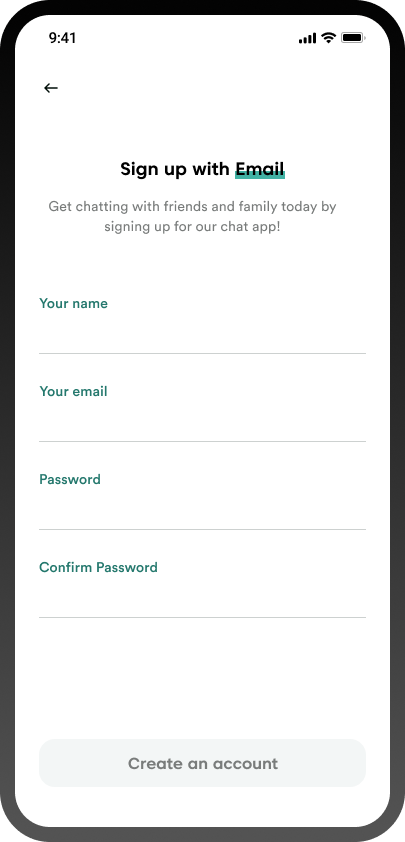 9:41
Sign up with Email
Get chatting with friends and family today by
signing up for our chat app!
Your name
Your email
Password
Confirm Password
Create an account